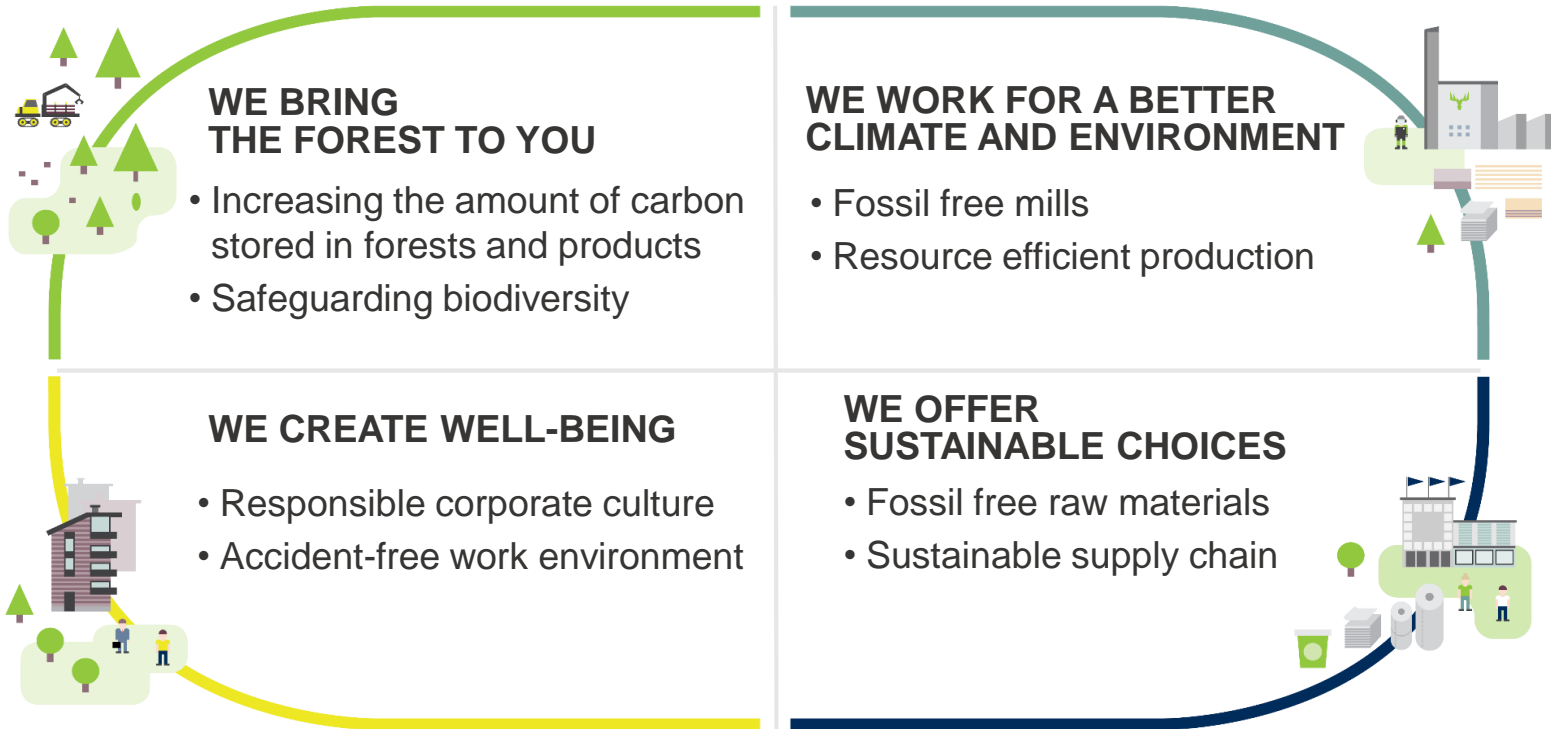 WE BRING
THE FOREST TO YOU
• Increasing the amount of carbon
stored in forests and products
• Safeguarding biodiversity
WE WORK FOR A BETTER
CLIMATE AND ENVIRONMENT
• Fossil free mills
• Resource efficient production
WE CREATE WELL-BEING
• Responsible corporate culture
• Accident-free work environment
WE OFFER
SUSTAINABLE CHOICES
• Fossil free raw materials
• Sustainable supply chain